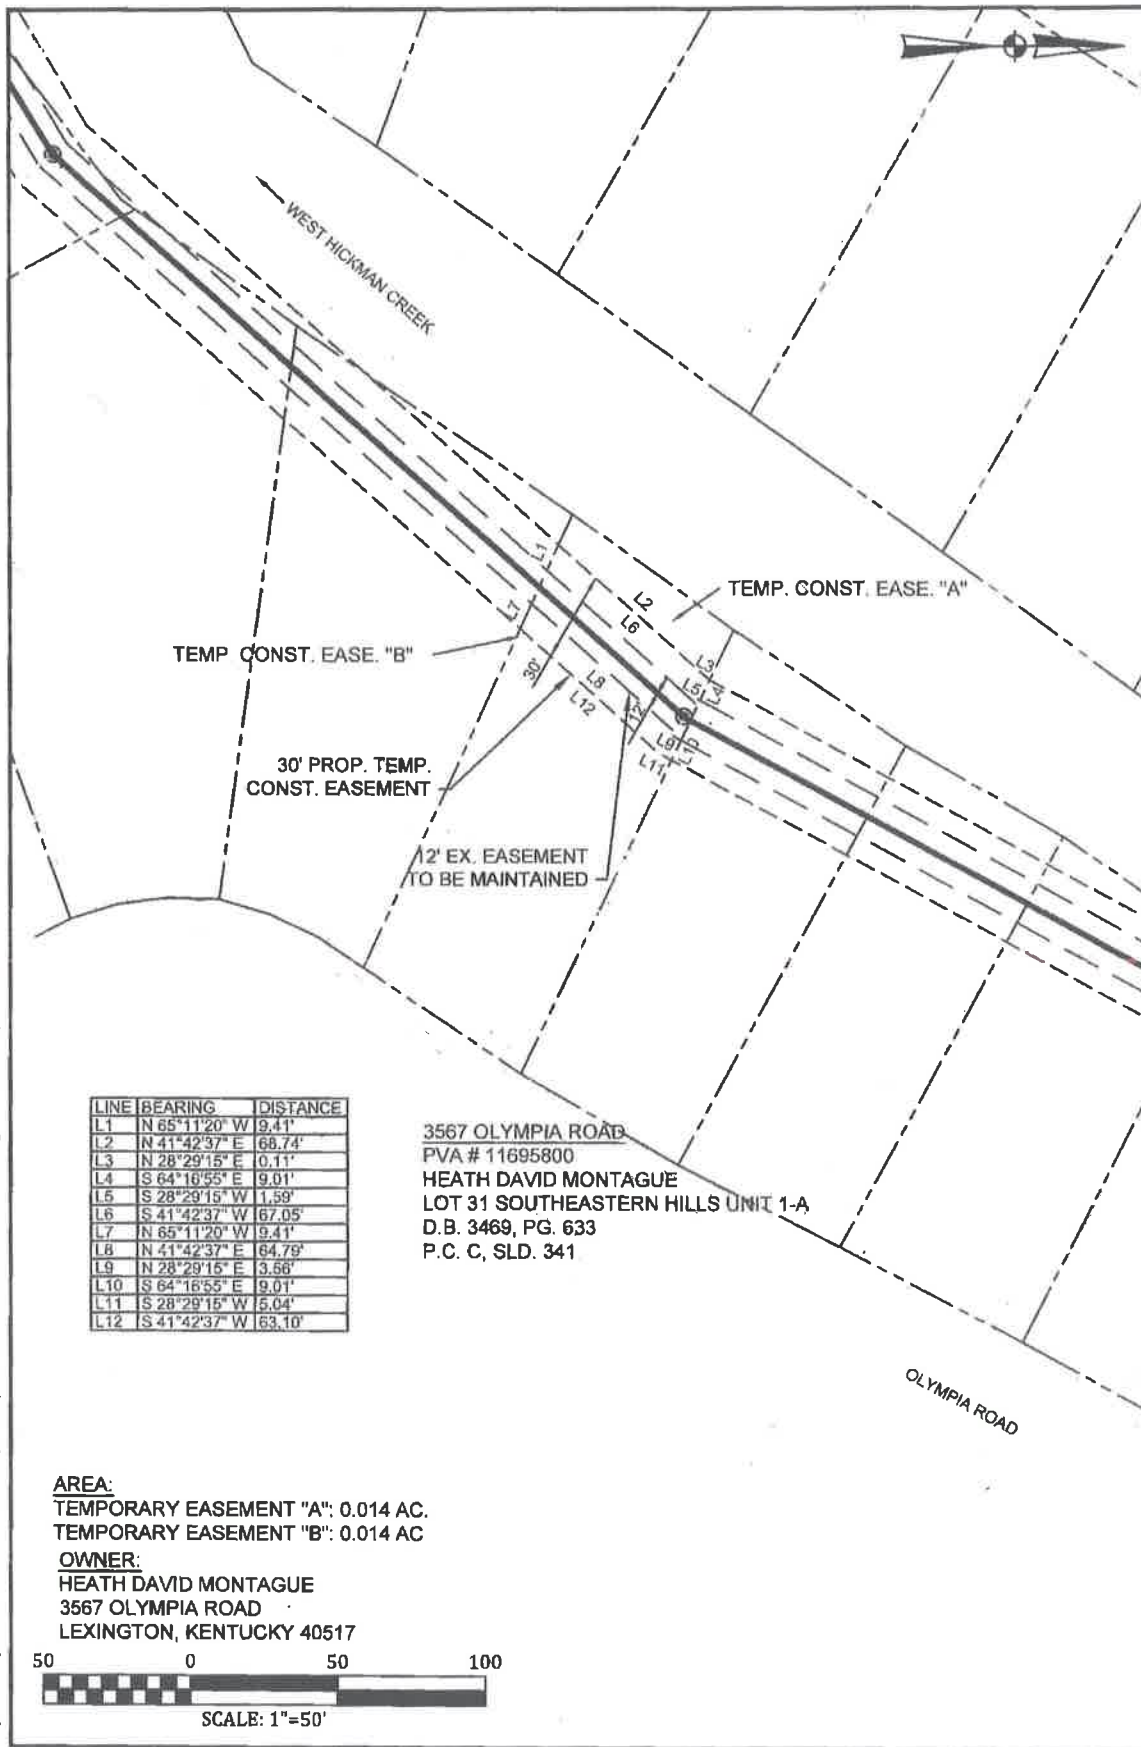 WEST HICKMAN CREEK
TEMP. CONST. EASE. "A"
L1
L2
L6
L3
L5
L4
TEMP CONST. EASE. "B"
L7
30'
L8
L12
12'
L9
L10
L11
30' PROP. TEMP.
CONST. EASEMENT
12' EX. EASEMENT
TO BE MAINTAINED
LINE BEARING DISTANCE
L1 N 65°11'20" W 9.41'
L2 N 41°42'37" E 68.74'
L3 N 28°29'15" E 0.11'
L4 S 64°16'55" E 9.01'
L5 S 28°29'15" W 1.59'
L6 S 41°42'37" W 67.05'
L7 N 65°11'20" W 9.41'
L8 N 41°42'37" E 64.79'
L9 N 28°29'15" E 3.56'
L10 S 64°16'55" E 9.01'
L11 S 28°29'15" W 5.04'
L12 S 41°42'37" W 63.10'
3567 OLYMPIA ROAD
PVA # 11695800
HEATH DAVID MONTAGUE
LOT 31 SOUTHEASTERN HILLS UNIT 1-A
D.B. 3469, PG. 633
P.C. C, SLD. 341
OLYMPIA ROAD
AREA:
TEMPORARY EASEMENT "A": 0.014 AC.
TEMPORARY EASEMENT "B": 0.014 AC
OWNER:
HEATH DAVID MONTAGUE
3567 OLYMPIA ROAD
LEXINGTON, KENTUCKY 40517
50 0 50 100
SCALE: 1"=50'